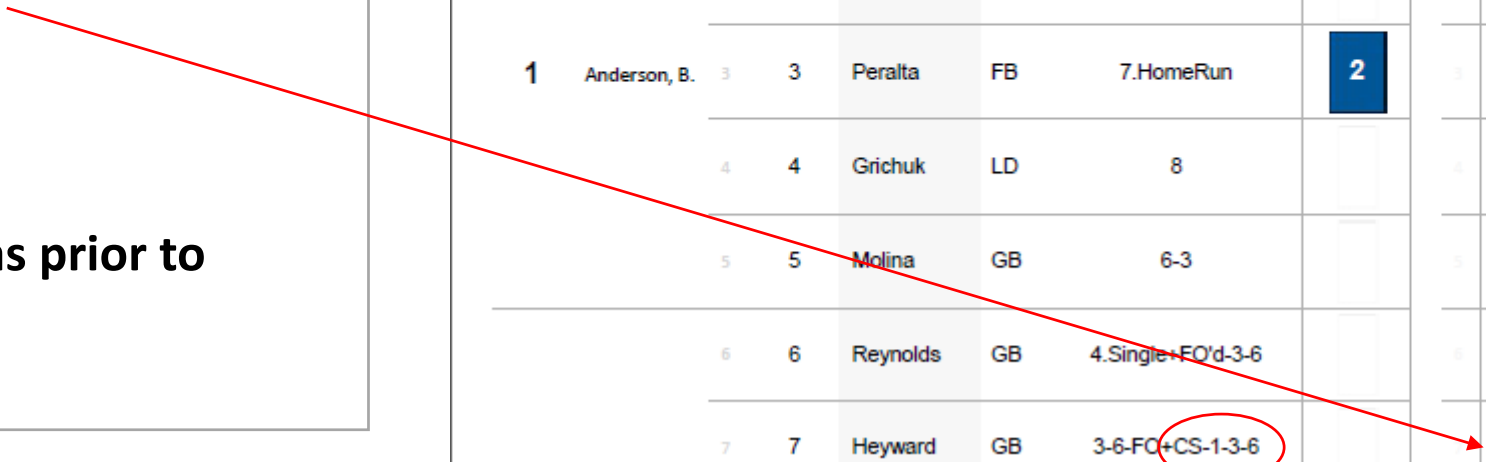 1 Anderson, B. 3 3 Peralta FB 7.HomeRun 2 3
4 4 Grichuk LD 8 4
s prior to
5 5 Molina GB 6-3 5
6 6 Reynolds GB 4.Single+FO'd-3-6 6
7 7 Heyward GB 3-6-FO+CS-1-3-6